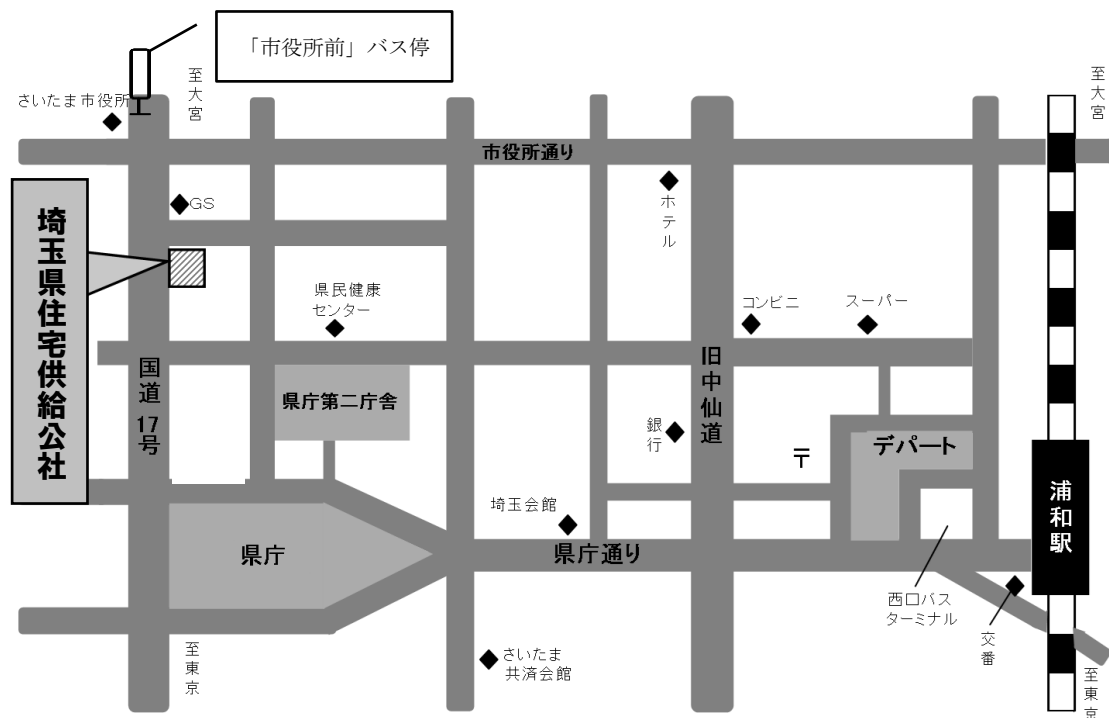 「市役所前」バス停
至大宮
至大宮
さいたま市役所
市役所通り
GS
ホテル
埼玉県住宅供給公社
県民健康
センター
コンビニ
スーパー
国道17号
旧中仙道
県庁第二庁舎
銀行
〒
デパート
浦和駅
埼玉会館
県庁
県庁通り
西口バス
ターミナル
交番
至東京
さいたま
共済会館
至東京